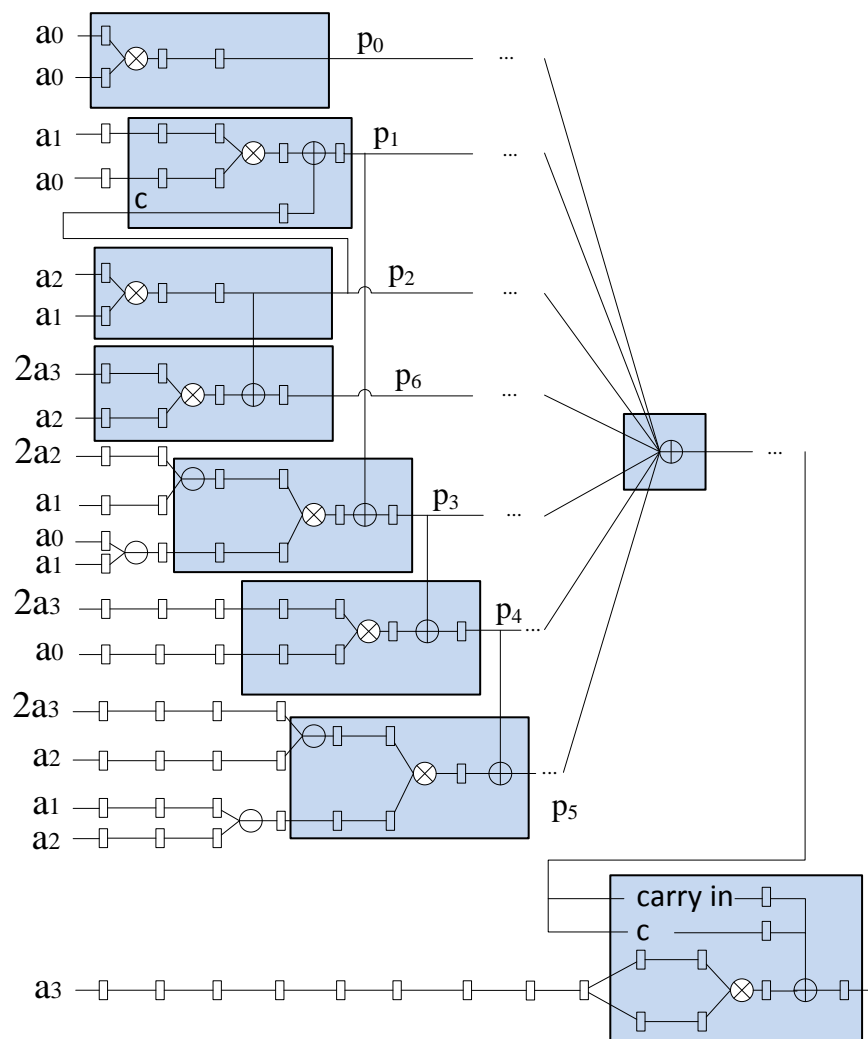 a0 p0 ...
a0
a1 p1 ...
a0
c
a2 p2 ...
a1
2a3 p6 ...
a2
2a2
a1 p3 ...
a0
a1
2a3 p4 ...
a0
2a3
a2 ...
a1 p5
a2
...
carry in
c
a3